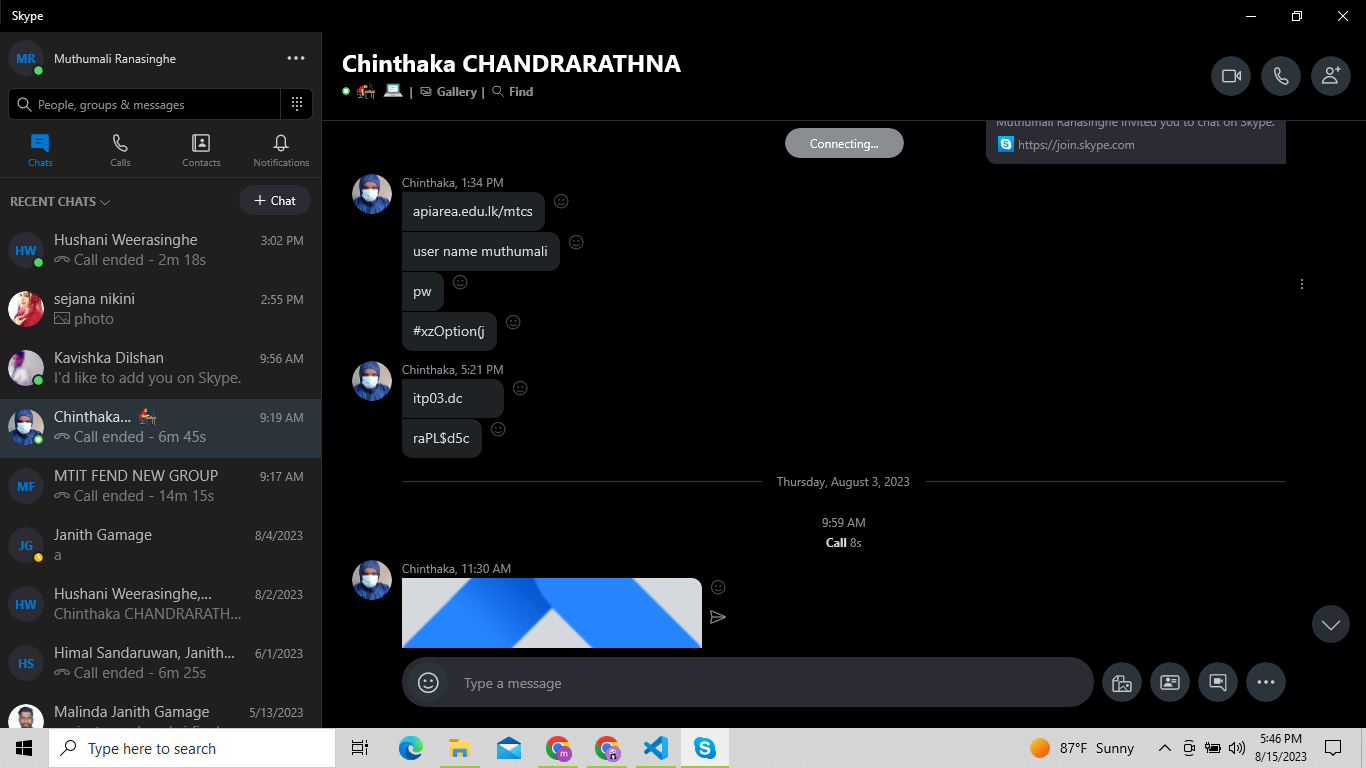 Skype
MR
Muthumali Ranasinghe
People, groups & messages
Chats
Calls
Contacts
Notifications
RECENT CHATS
+ Chat
HW
Hushani Weerasinghe
3:02 PM
Call ended - 2m 18s
sejana nikini
2:55 PM
photo
Kavishka Dilshan
9:56 AM
I'd like to add you on Skype.
Chinthaka...
9:19 AM
Call ended - 6m 45s
MF
MTIT FEND NEW GROUP
9:17 AM
Call ended - 14m 15s
JG
Janith Gamage
8/4/2023
a
HW
Hushani Weerasinghe,...
8/2/2023
Chinthaka CHANDRARATH...
HS
Himal Sandaruwan, Janith...
6/1/2023
Call ended - 6m 25s
Malinda Janith Gamage
5/13/2023
Chinthaka CHANDRARATHNA
| Gallery | Find
Muthumali Ranasinghe invited you to chat on Skype.
https://join.skype.com
Connecting...
Chinthaka, 1:34 PM
apiarea.edu.lk/mtcs
user name muthumali
pw
#xzOption(j
Chinthaka, 5:21 PM
itp03.dc
raPL$d5c
Thursday, August 3, 2023
9:59 AM
Call 8s
Chinthaka, 11:30 AM
Type a message
Type here to search
m
87°F Sunny
5:46 PM
8/15/2023